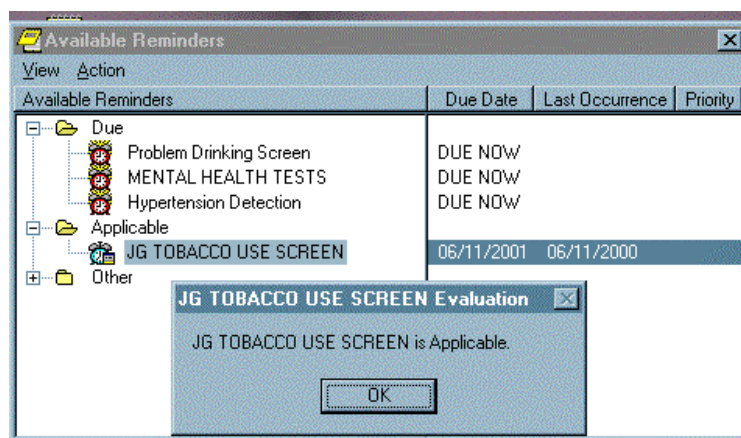 Available Reminders
View Action
Available Reminders Due Date Last Occurrence Priority
Due
Problem Drinking Screen DUE NOW
MENTAL HEALTH TESTS DUE NOW
Hypertension Detection DUE NOW
Applicable
JG TOBACCO USE SCREEN 06/11/2001 06/11/2000
Other
JG TOBACCO USE SCREEN Evaluation
JG TOBACCO USE SCREEN is Applicable.
OK